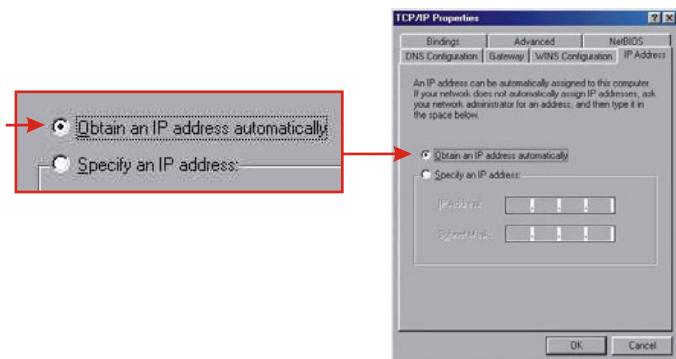 Obtain an IP address automatically
Specify an IP address:
TCP/IP Properties
Bindings Advanced NetBIOS
DNS Configuration Gateway WINS Configuration IP Address
An IP address can be automatically assigned to this computer.
If your network does not automatically assign IP addresses, ask
your network administrator for an address, and then type it in
the space below.
Obtain an IP address automatically
Specify an IP address:
IP Address:
Subnet Mask:
OK Cancel